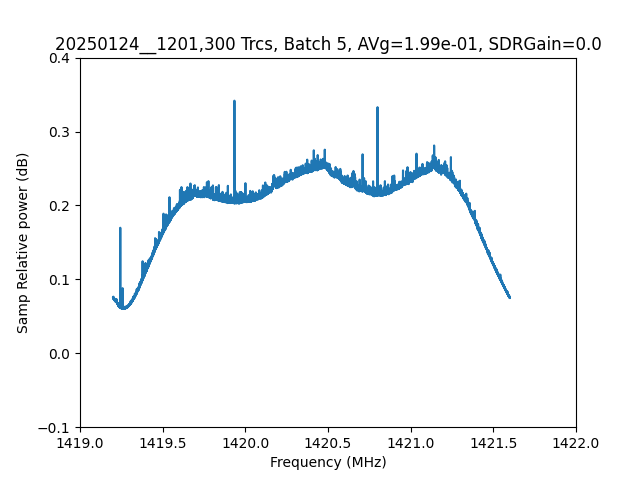 20250124__1201,300 Trcs, Batch 5, AVg=1.99e-01, SDRGain=0.0
0.4
0.3
0.2
0.1
0.0
−0.1
Samp Relative power (dB)
1419.0 1419.5 1420.0 1420.5 1421.0 1421.5 1422.0
Frequency (MHz)